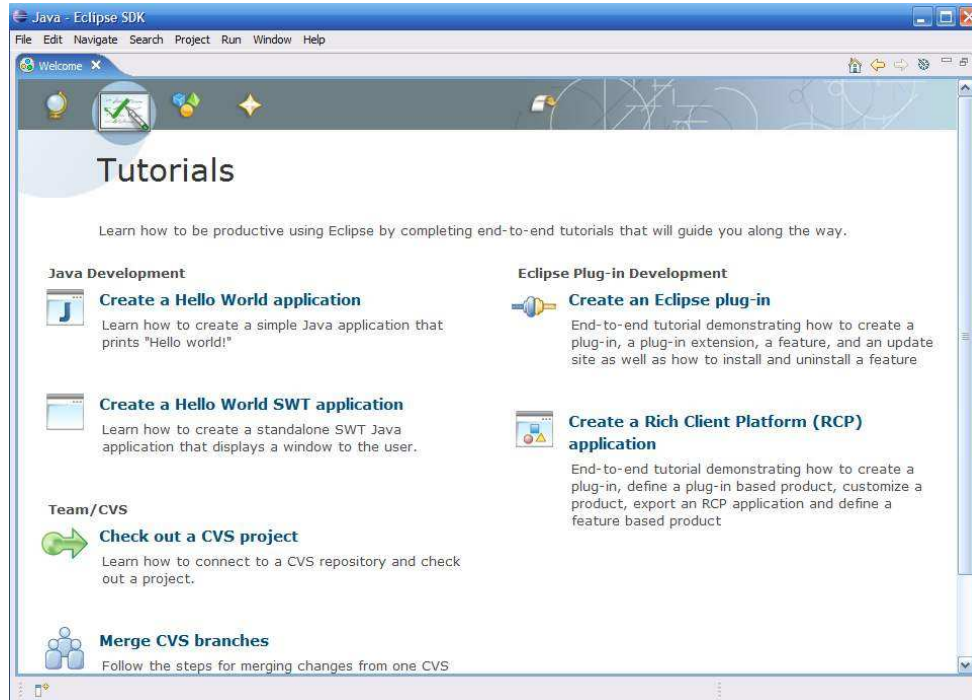 Java - Eclipse SDK
File Edit Navigate Search Project Run Window Help
Welcome
Tutorials
Learn how to be productive using Eclipse by completing end-to-end tutorials that will guide you along the way.
Java Development
Create a Hello World application
Learn how to create a simple Java application that
prints "Hello world!"
Create a Hello World SWT application
Learn how to create a standalone SWT Java
application that displays a window to the user.
Team/CVS
Check out a CVS project
Learn how to connect to a CVS repository and check
out a project.
Merge CVS branches
Follow the steps for merging changes from one CVS
Eclipse Plug-in Development
Create an Eclipse plug-in
End-to-end tutorial demonstrating how to create a
plug-in, a plug-in extension, a feature, and an update
site as well as how to install and uninstall a feature
Create a Rich Client Platform (RCP)
application
End-to-end tutorial demonstrating how to create a
plug-in, define a plug-in based product, customize a
product, export an RCP application and define a
feature based product